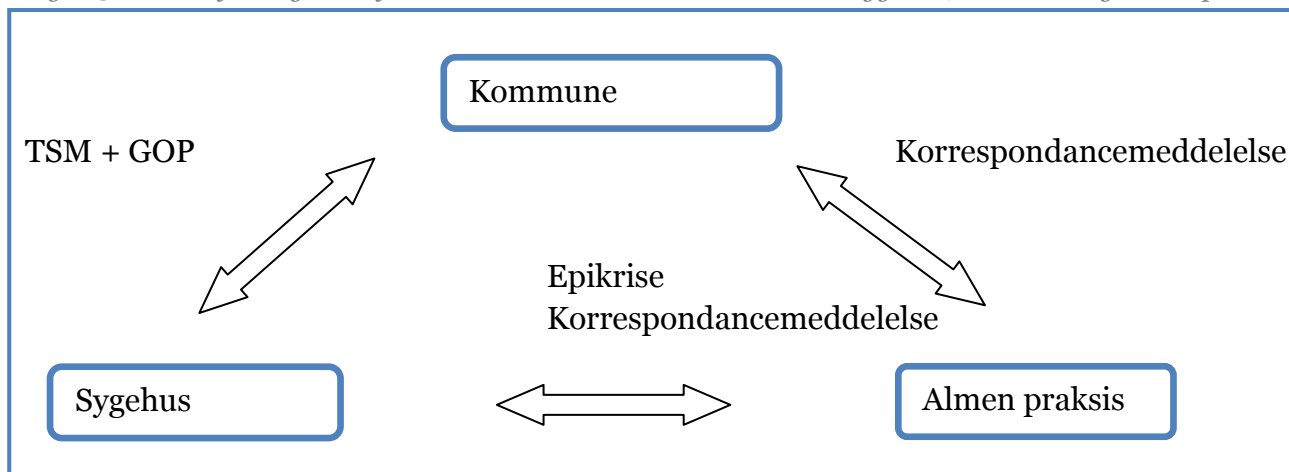 Kommune
TSM + GOP
Korrespondancemeddelelse
Epikrise
Korrespondancemeddelelse
Sygehus
Almen praksis